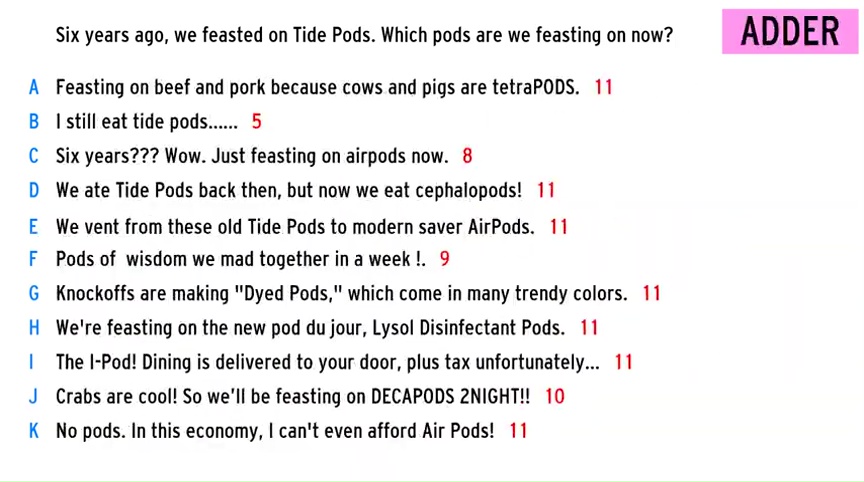 Six years ago, we feasted on Tide Pods. Which pods are we feasting on now?
ADDER
A Feasting on beef and pork because cows and pigs are tetraPODS. 11
B I still eat tide pods...... 5
C Six years??? Wow. Just feasting on airpods now. 8
D We ate Tide Pods back then, but now we eat cephalopods! 11
E We vent from these old Tide Pods to modern saver AirPods. 11
F Pods of  wisdom we mad together in a week !. 9
G Knockoffs are making "Dyed Pods," which come in many trendy colors. 11
H We're feasting on the new pod du jour, Lysol Disinfectant Pods. 11
I The I-Pod! Dining is delivered to your door, plus tax unfortunately... 11
J Crabs are cool! So we'll be feasting on DECAPODS 2NIGHT!! 10
K No pods. In this economy, I can't even afford Air Pods! 11